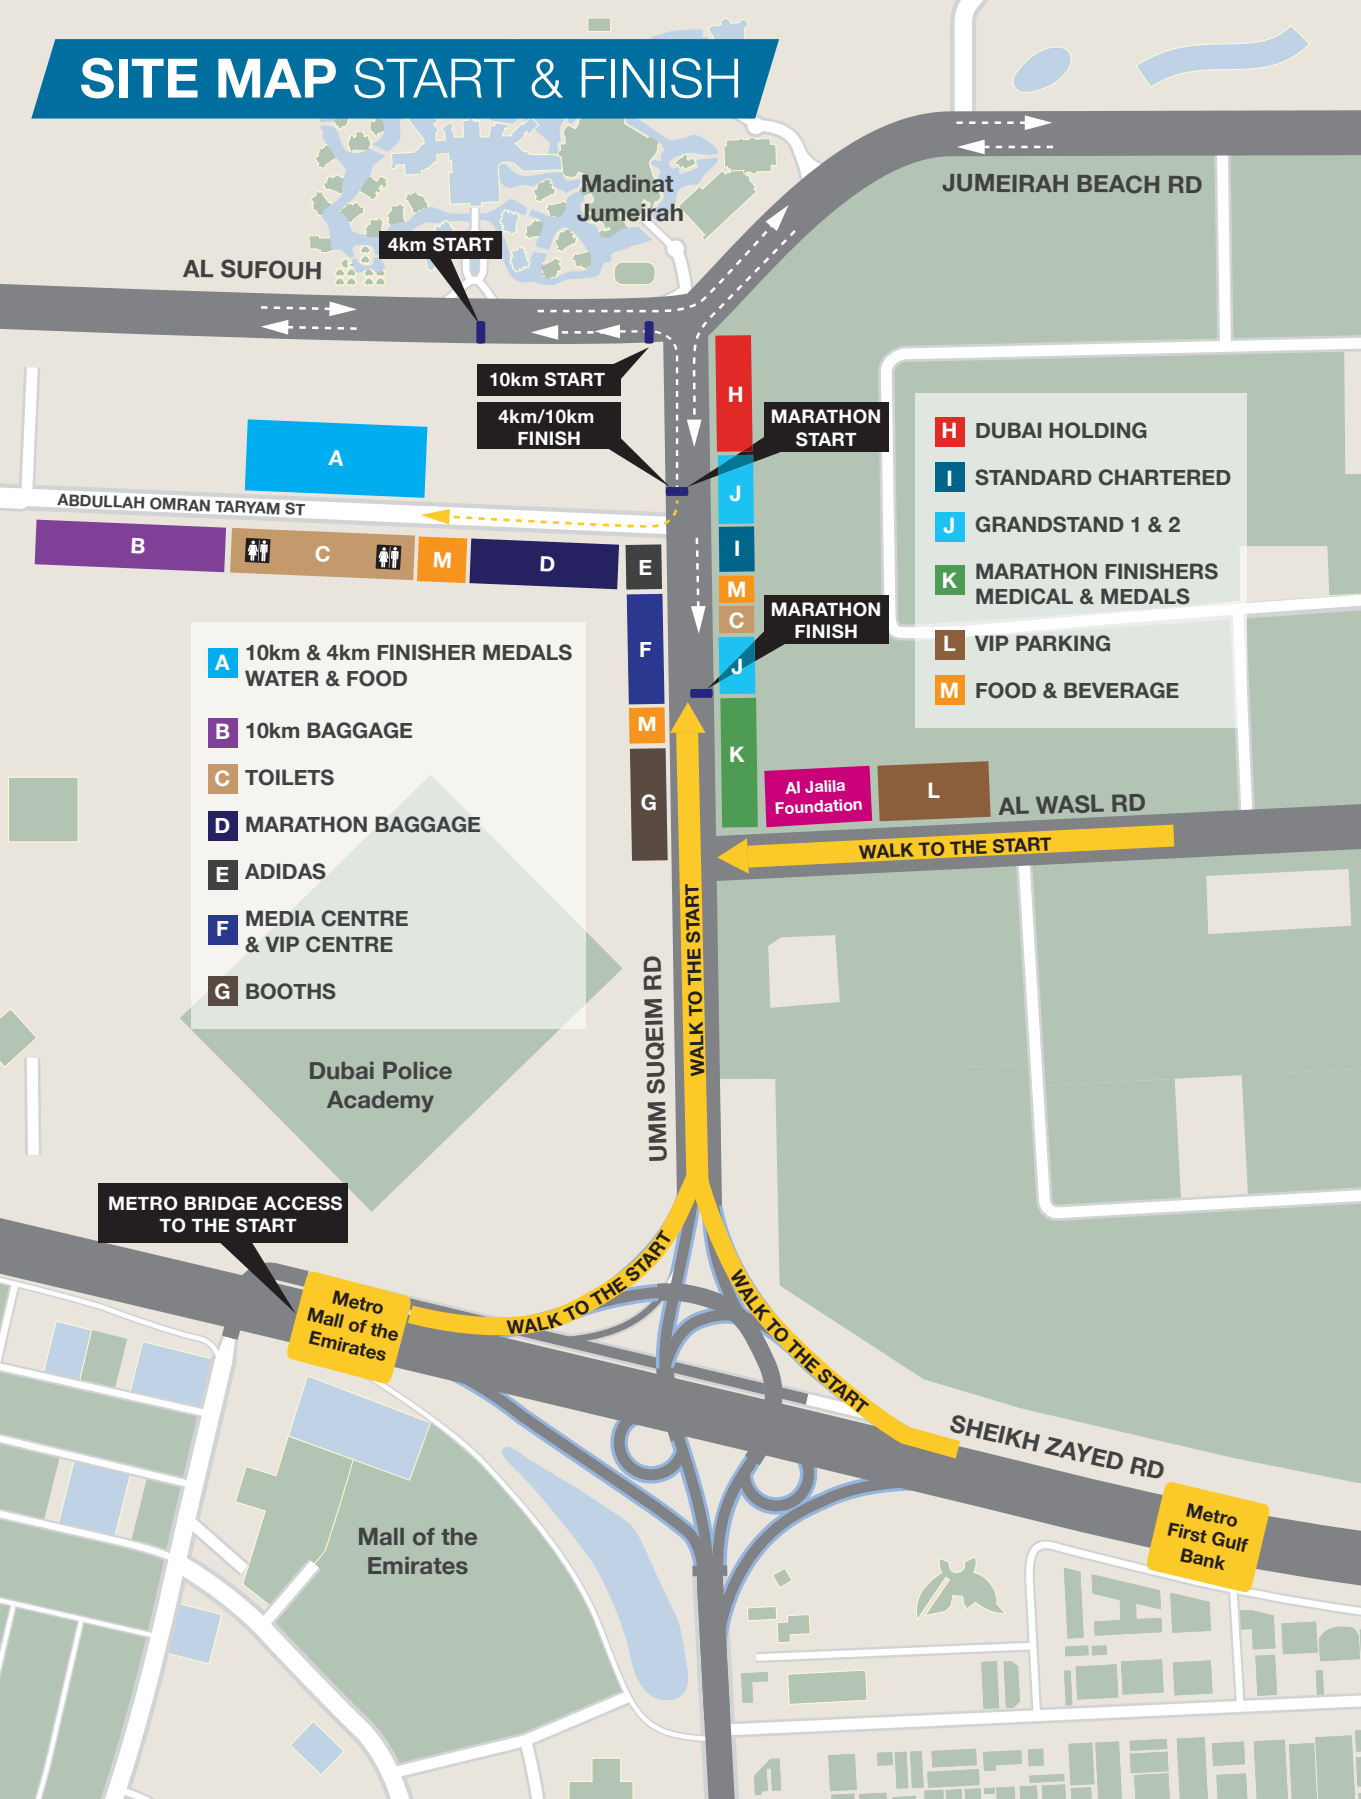 SITE MAP START & FINISH
Madinat
Jumeirah
JUMEIRAH BEACH RD
4km START
AL SUFOUH
10km START
4km/10km
FINISH
MARATHON
START
H
J
I
M
C
J
K
MARATHON
FINISH
H DUBAI HOLDING
I STANDARD CHARTERED
J GRANDSTAND 1 & 2
K MARATHON FINISHERS
MEDICAL & MEDALS
L VIP PARKING
M FOOD & BEVERAGE
A
ABDULLAH OMRAN TARYAM ST
B
C
M
D
E
F
M
G
A 10km & 4km FINISHER MEDALS
WATER & FOOD
B 10km BAGGAGE
C TOILETS
D MARATHON BAGGAGE
E ADIDAS
F MEDIA CENTRE
& VIP CENTRE
G BOOTHS
Al Jalila
Foundation
L
AL WASL RD
WALK TO THE START
WALK TO THE START
UMM SUQEIM RD
Dubai Police
Academy
METRO BRIDGE ACCESS
TO THE START
Metro
Mall of the
Emirates
WALK TO THE START
WALK TO THE START
SHEIKH ZAYED RD
Metro
First Gulf
Bank
Mall of the
Emirates